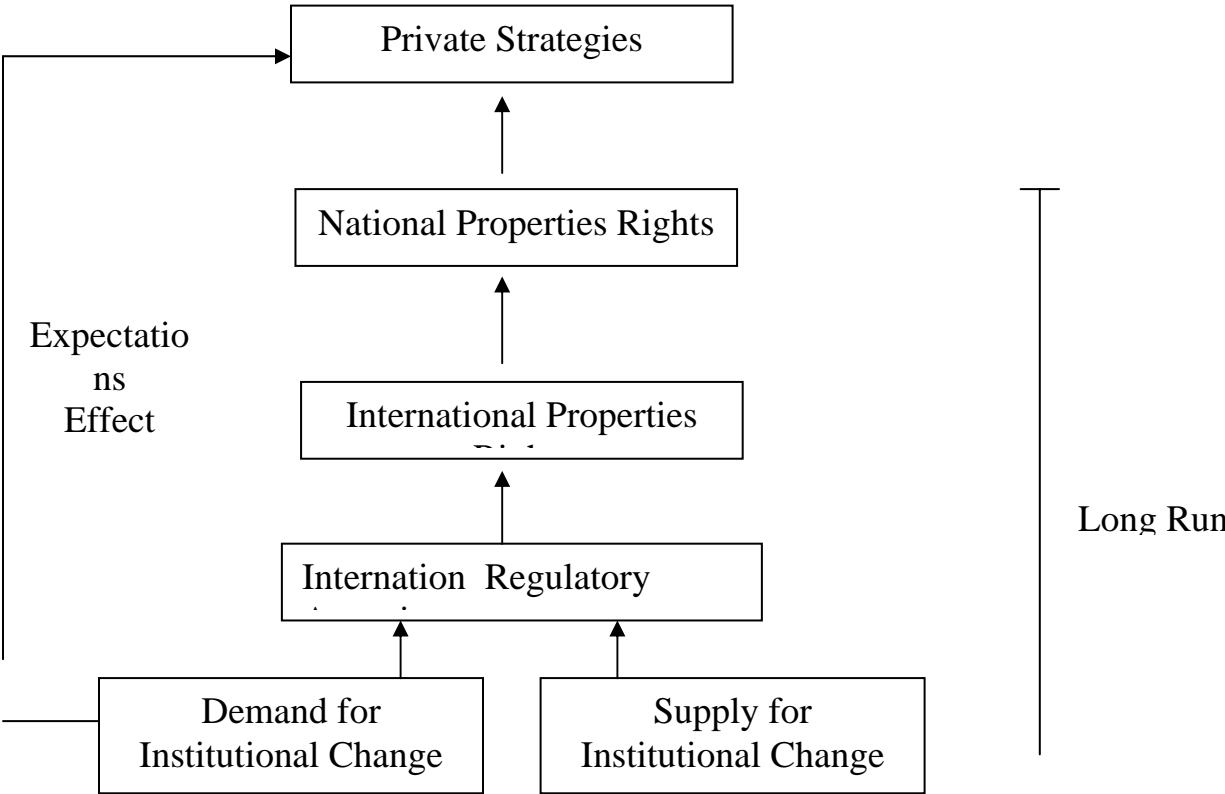 Private Strategies
National Properties Rights
Expectatio
ns
Effect
International Properties
Long Run
Internation Regulatory
Demand for
Institutional Change
Supply for
Institutional Change